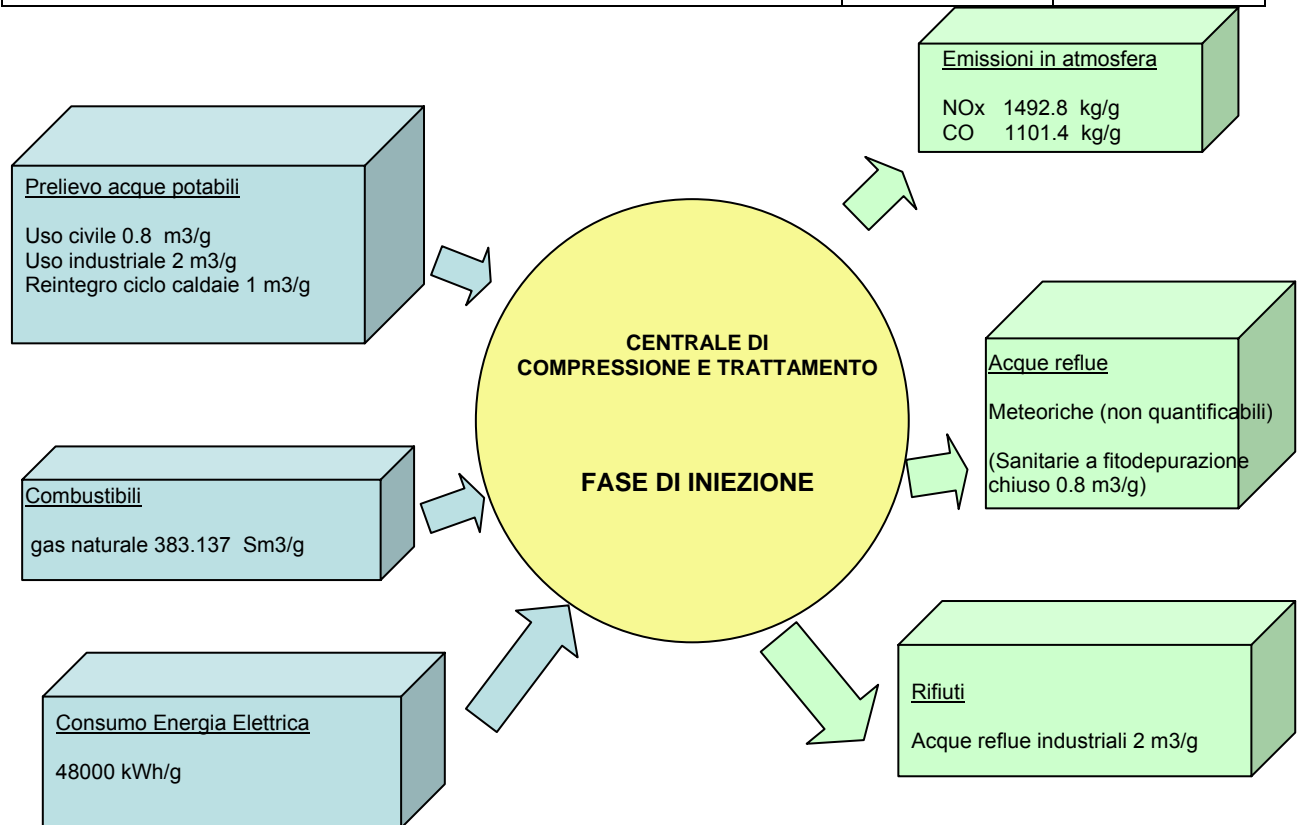 Emissioni in atmosfera
NOx 1492.8 kg/g
CO 1101.4 kg/g
Prelievo acque potabili
Uso civile 0.8 m3/g
Uso industriale 2 m3/g
Reintegro ciclo caldaie 1 m3/g
CENTRALE DI
COMPRESSIONE E TRATTAMENTO
FASE DI INIEZIONE
Acque reflue
Meteoriche (non quantificabili)
(Sanitarie a fitodepurazione
chiuso 0.8 m3/g)
Combustibili
gas naturale 383.137 Sm3/g
Consumo Energia Elettrica
48000 kWh/g
Rifiuti
Acque reflue industriali 2 m3/g